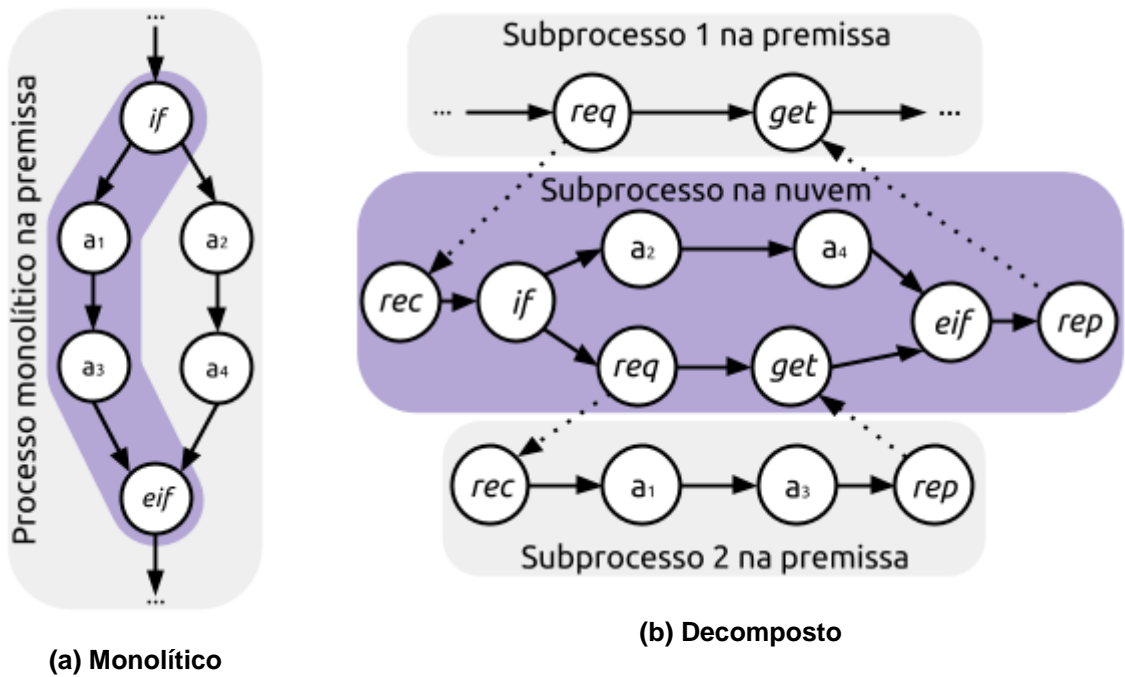 Processo monolítico na premissa
...
if
a1
a2
a3
a4
eif
...
(a) Monolítico
Subprocesso 1 na premissa
...
req
get
...
Subprocesso na nuvem
a2
a4
rec
if
eif
rep
req
get
rec
a1
a3
rep
Subprocesso 2 na premissa
(b) Decomposto